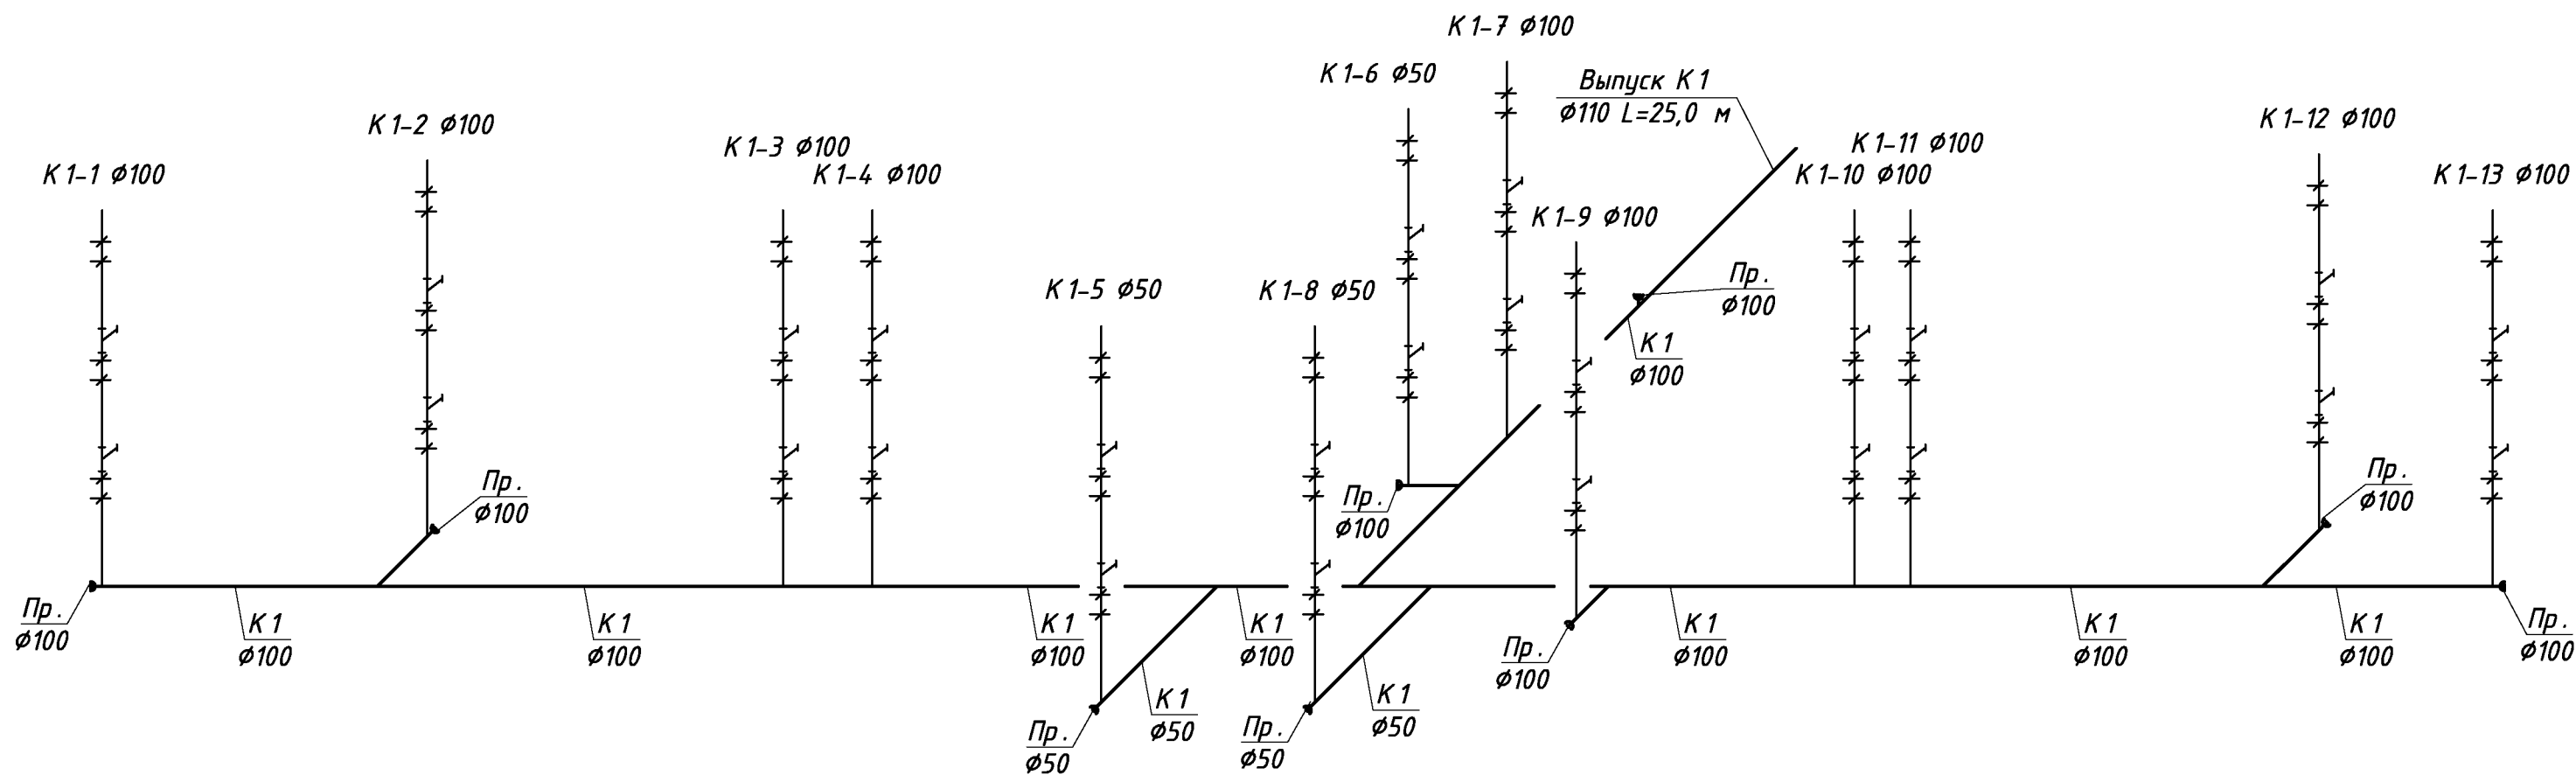 К1-7 Ø100
К1-6 Ø50
Выпуск К1
Ø110 L=25,0 м
К1-2 Ø100
К1-12 Ø100
К1-3 Ø100
К1-11 Ø100
К1-1 Ø100
К1-4 Ø100
К1-10 Ø100
К1-13 Ø100
К1-9 Ø100
К1-5 Ø50
К1-8 Ø50
Пр.
Ø100
К1
Ø100
Пр.
Ø100
Пр.
Ø100
Пр.
Ø100
Пр.
Ø100
К1
Ø100
К1
Ø100
К1
Ø100
К1
Ø100
Пр.
Ø100
К1
Ø100
К1
Ø100
К1
Ø100
Пр.
Ø100
К1
Ø50
К1
Ø50
Пр.
Ø50
Пр.
Ø50